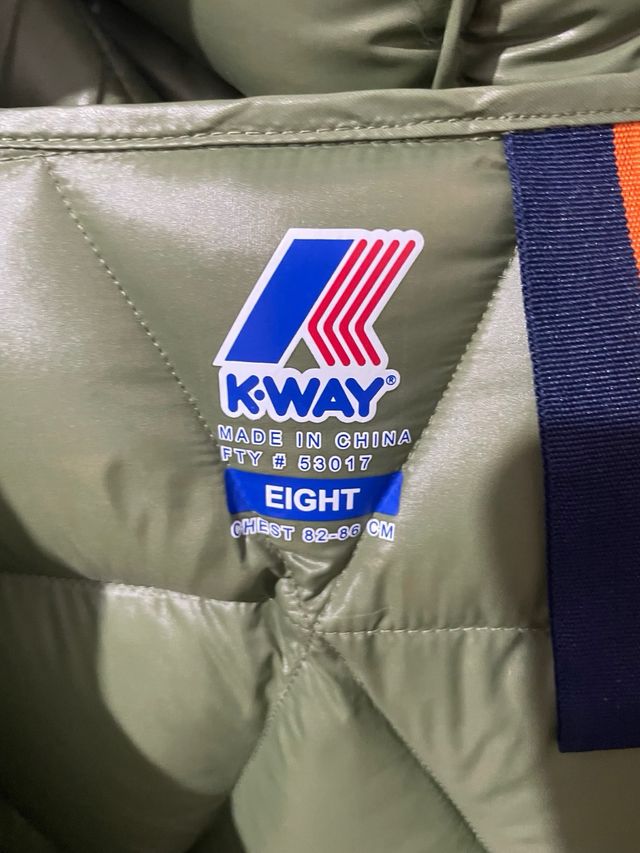 K·WAY®
MADE IN CHINA
FTY # 53017
EIGHT
CHEST 82-86 CM